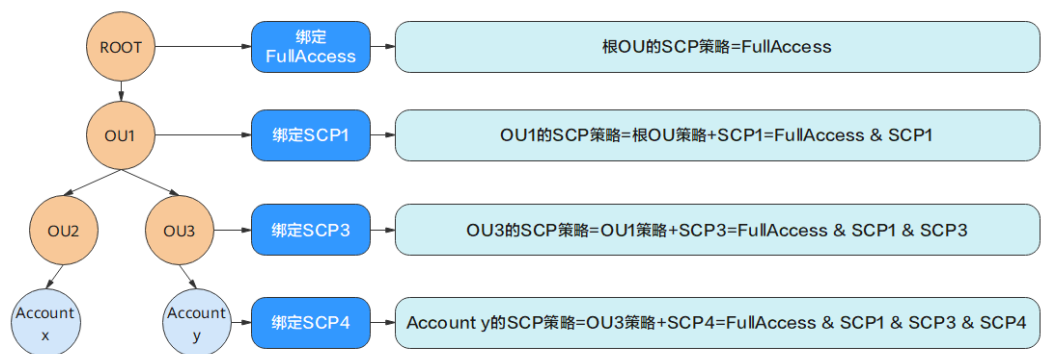 ROOT
绑定
FullAccess
根OU的SCP策略=FullAccess
OU1
绑定SCP1
OU1的SCP策略=根OU策略+SCP1=FullAccess & SCP1
OU2
OU3
绑定SCP3
OU3的SCP策略=OU1策略+SCP3=FullAccess & SCP1 & SCP3
Account
x
Account
y
绑定SCP4
Account y的SCP策略=OU3策略+SCP4=FullAccess & SCP1 & SCP3 & SCP4